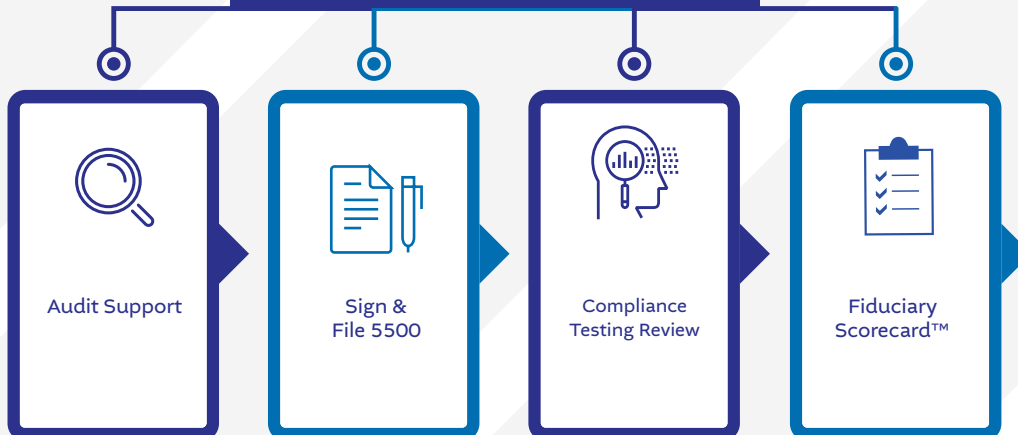 Audit Support
Sign &
File 5500
Compliance
Testing Review
Fiduciary
Scorecard™